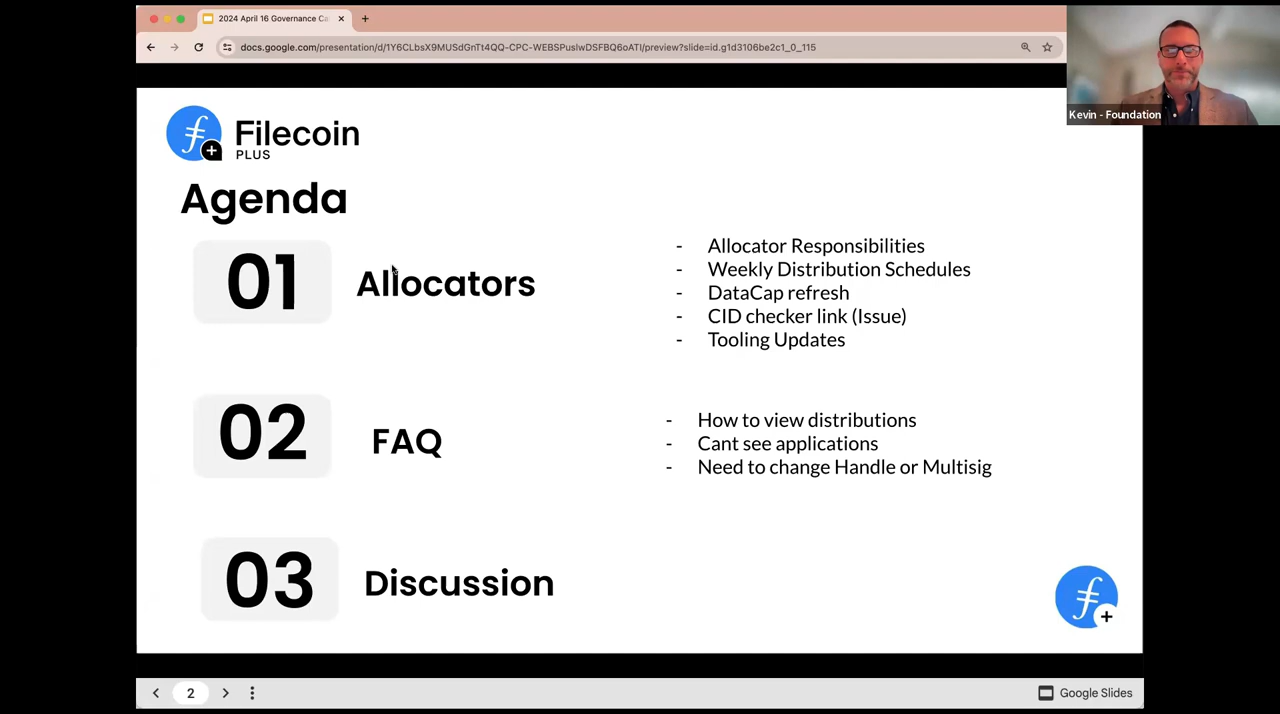 2024 April 16 Governance Ca
docs.google.com/presentation/d/1Y6CLbsX9MUSdGnTt4QQ-CPC-WEBSPuslwDSFBQ6oATI/preview?slide=id.g1d3106be2c1_0_115
Kevin - Foundation
Filecoin
PLUS
Agenda
01
Allocators
- Allocator Responsibilities
- Weekly Distribution Schedules
- DataCap refresh
- CID checker link (Issue)
- Tooling Updates
02
FAQ
- How to view distributions
- Cant see applications
- Need to change Handle or Multisig
03
Discussion
2
Google Slides